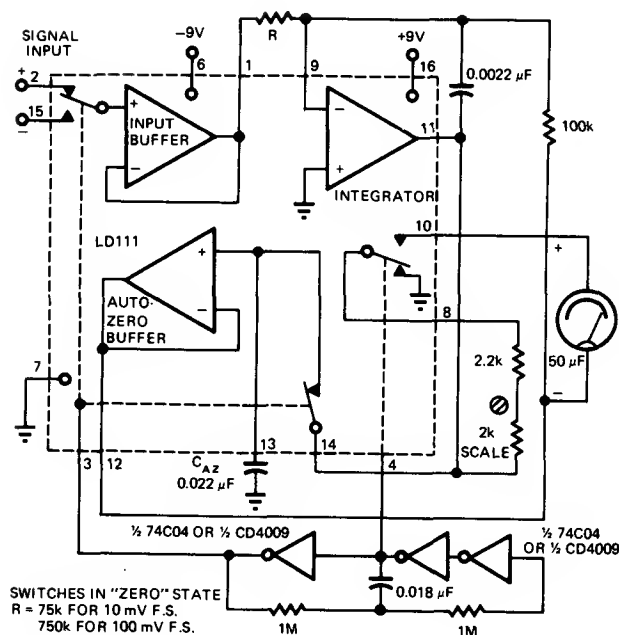 SIGNAL
INPUT
+
2
15
−
−9V
6
1
R
9
+9V
16
0.0022 µF
100k
+
INPUT
BUFFER
−
−
+
11
INTEGRATOR
LD111
+
−
AUTO-
ZERO
BUFFER
10
+
8
50 µF
−
2.2k
2k
SCALE
7
13
14
3
12
4
C AZ
0.022 µF
½ 74C04 OR ½ CD4009
½ 74C04
OR ½ CD4009
0.018 µF
1M
1M
SWITCHES IN "ZERO" STATE
R = 75k FOR 10 mV F.S.
750k FOR 100 mV F.S.